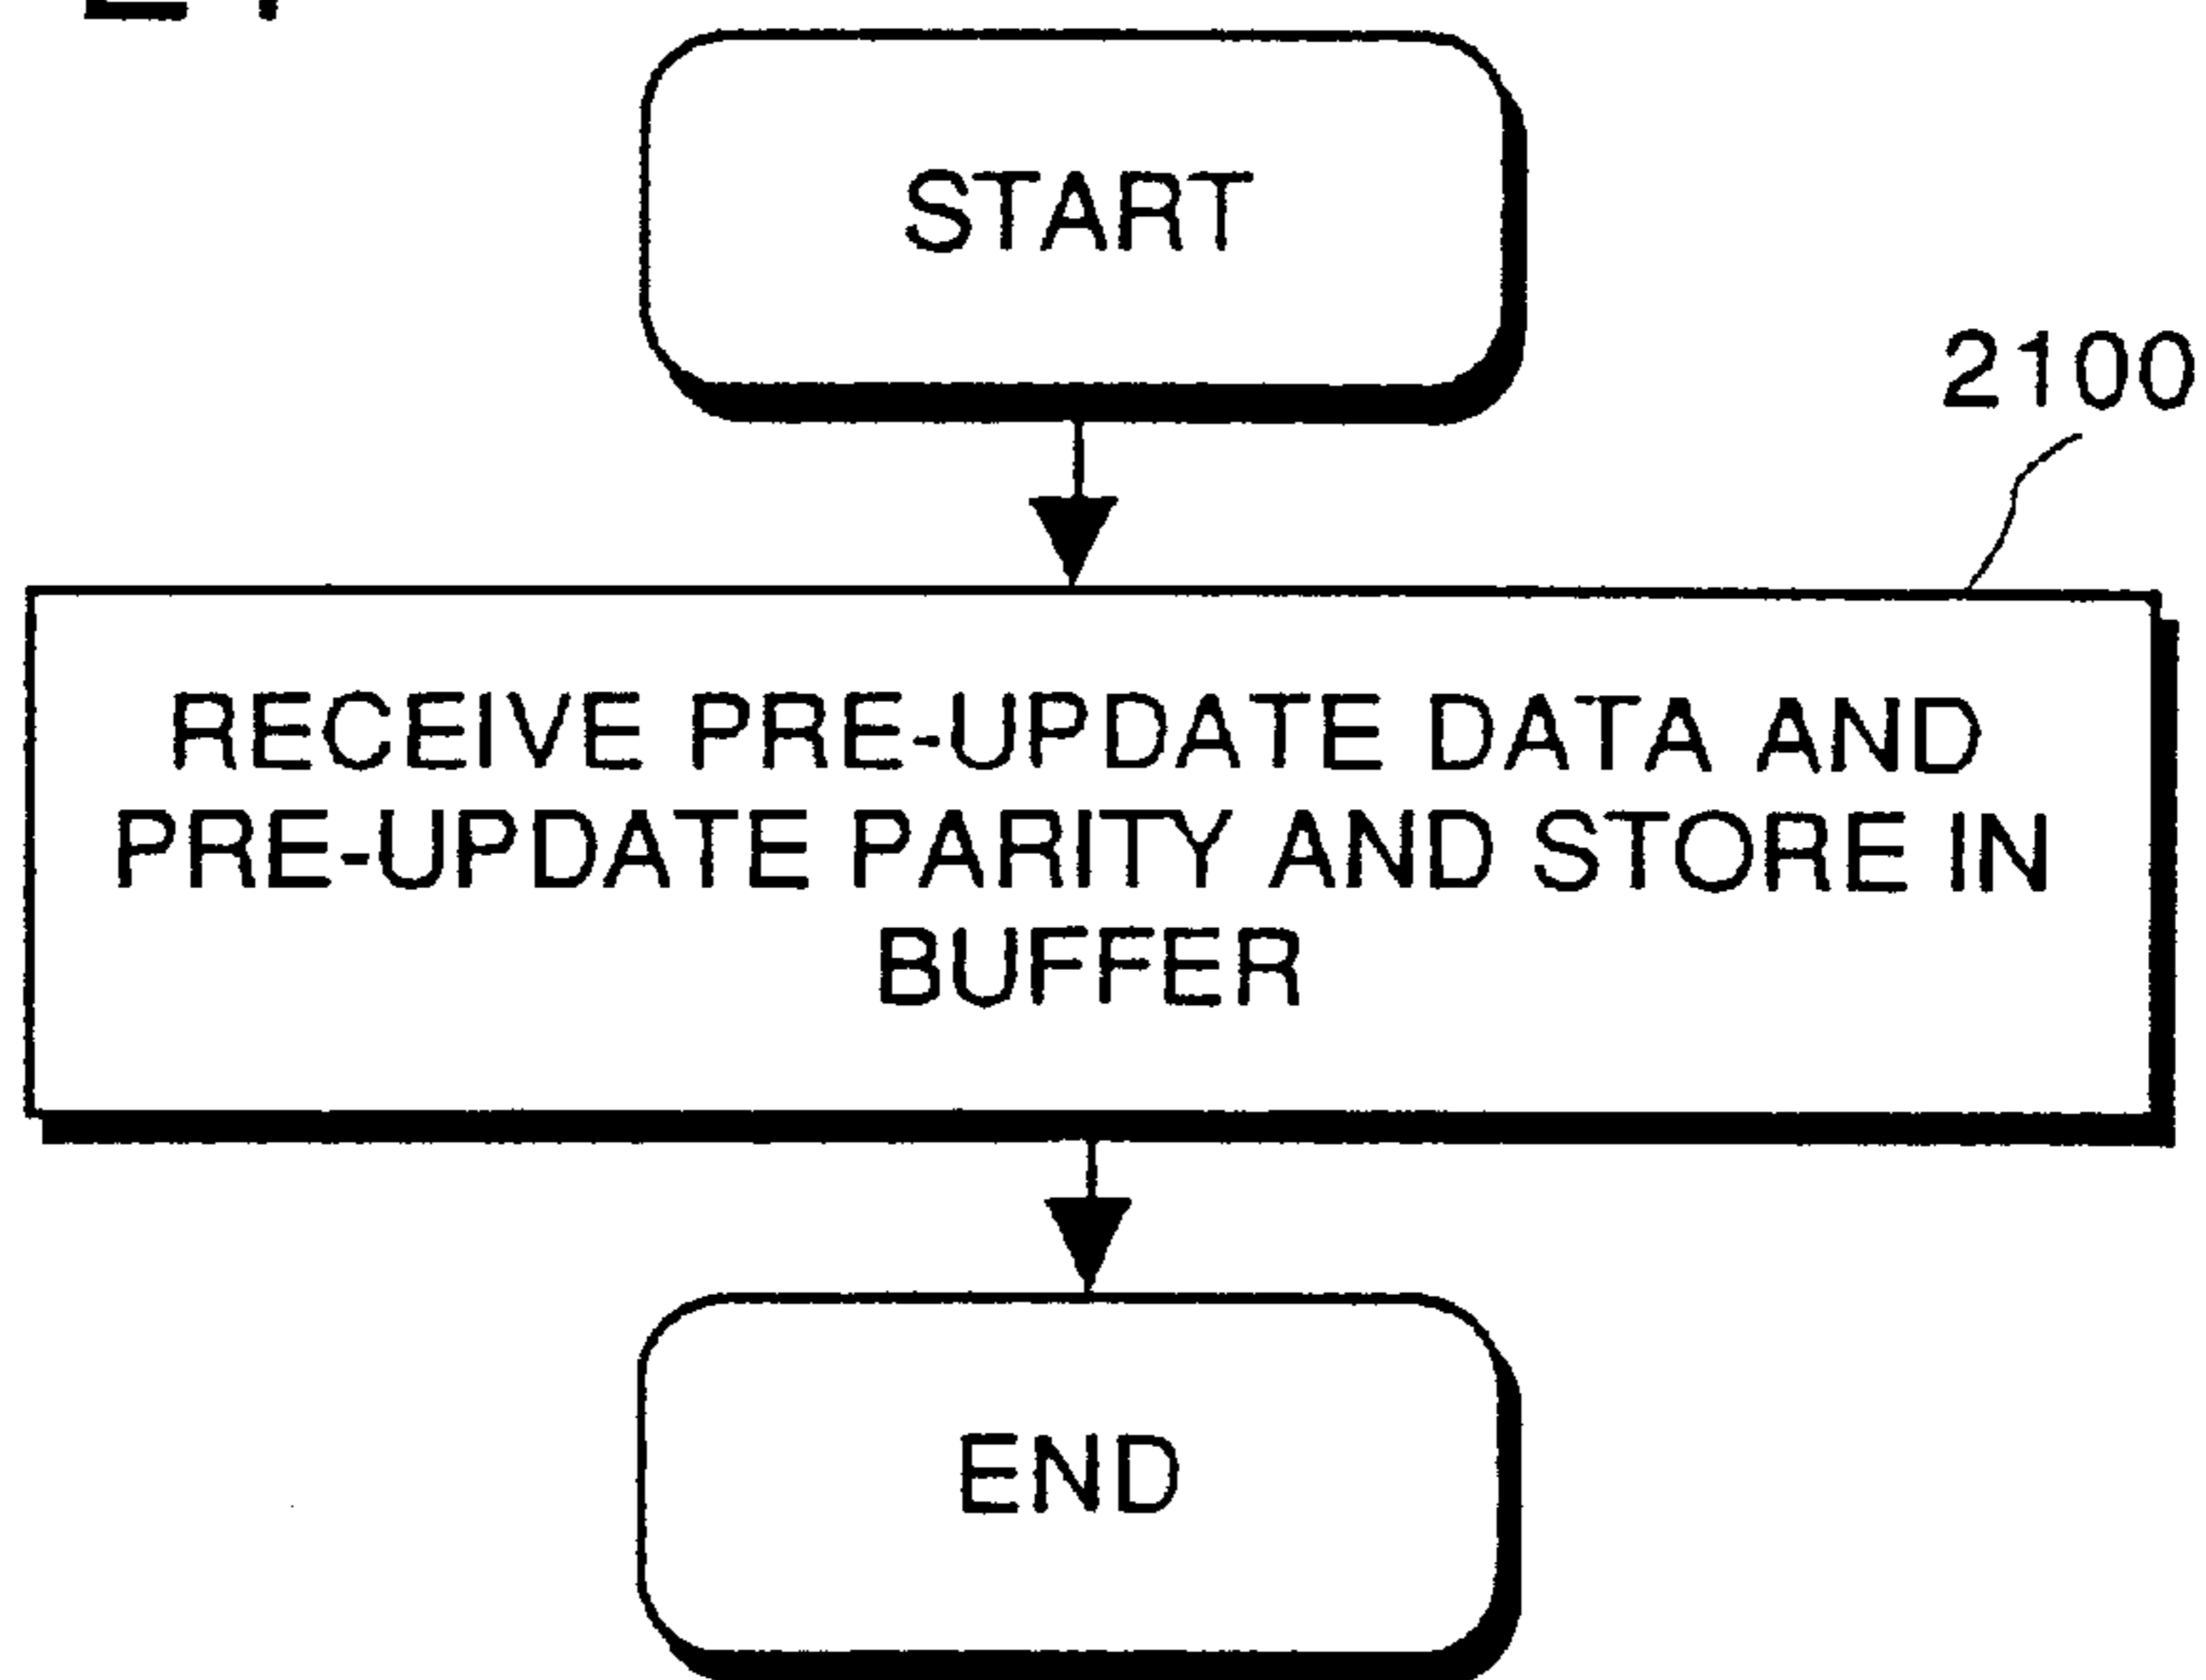 START
2100
RECEIVE PRE-UPDATE DATA AND
PRE-UPDATE PARITY AND STORE IN
BUFFER
END